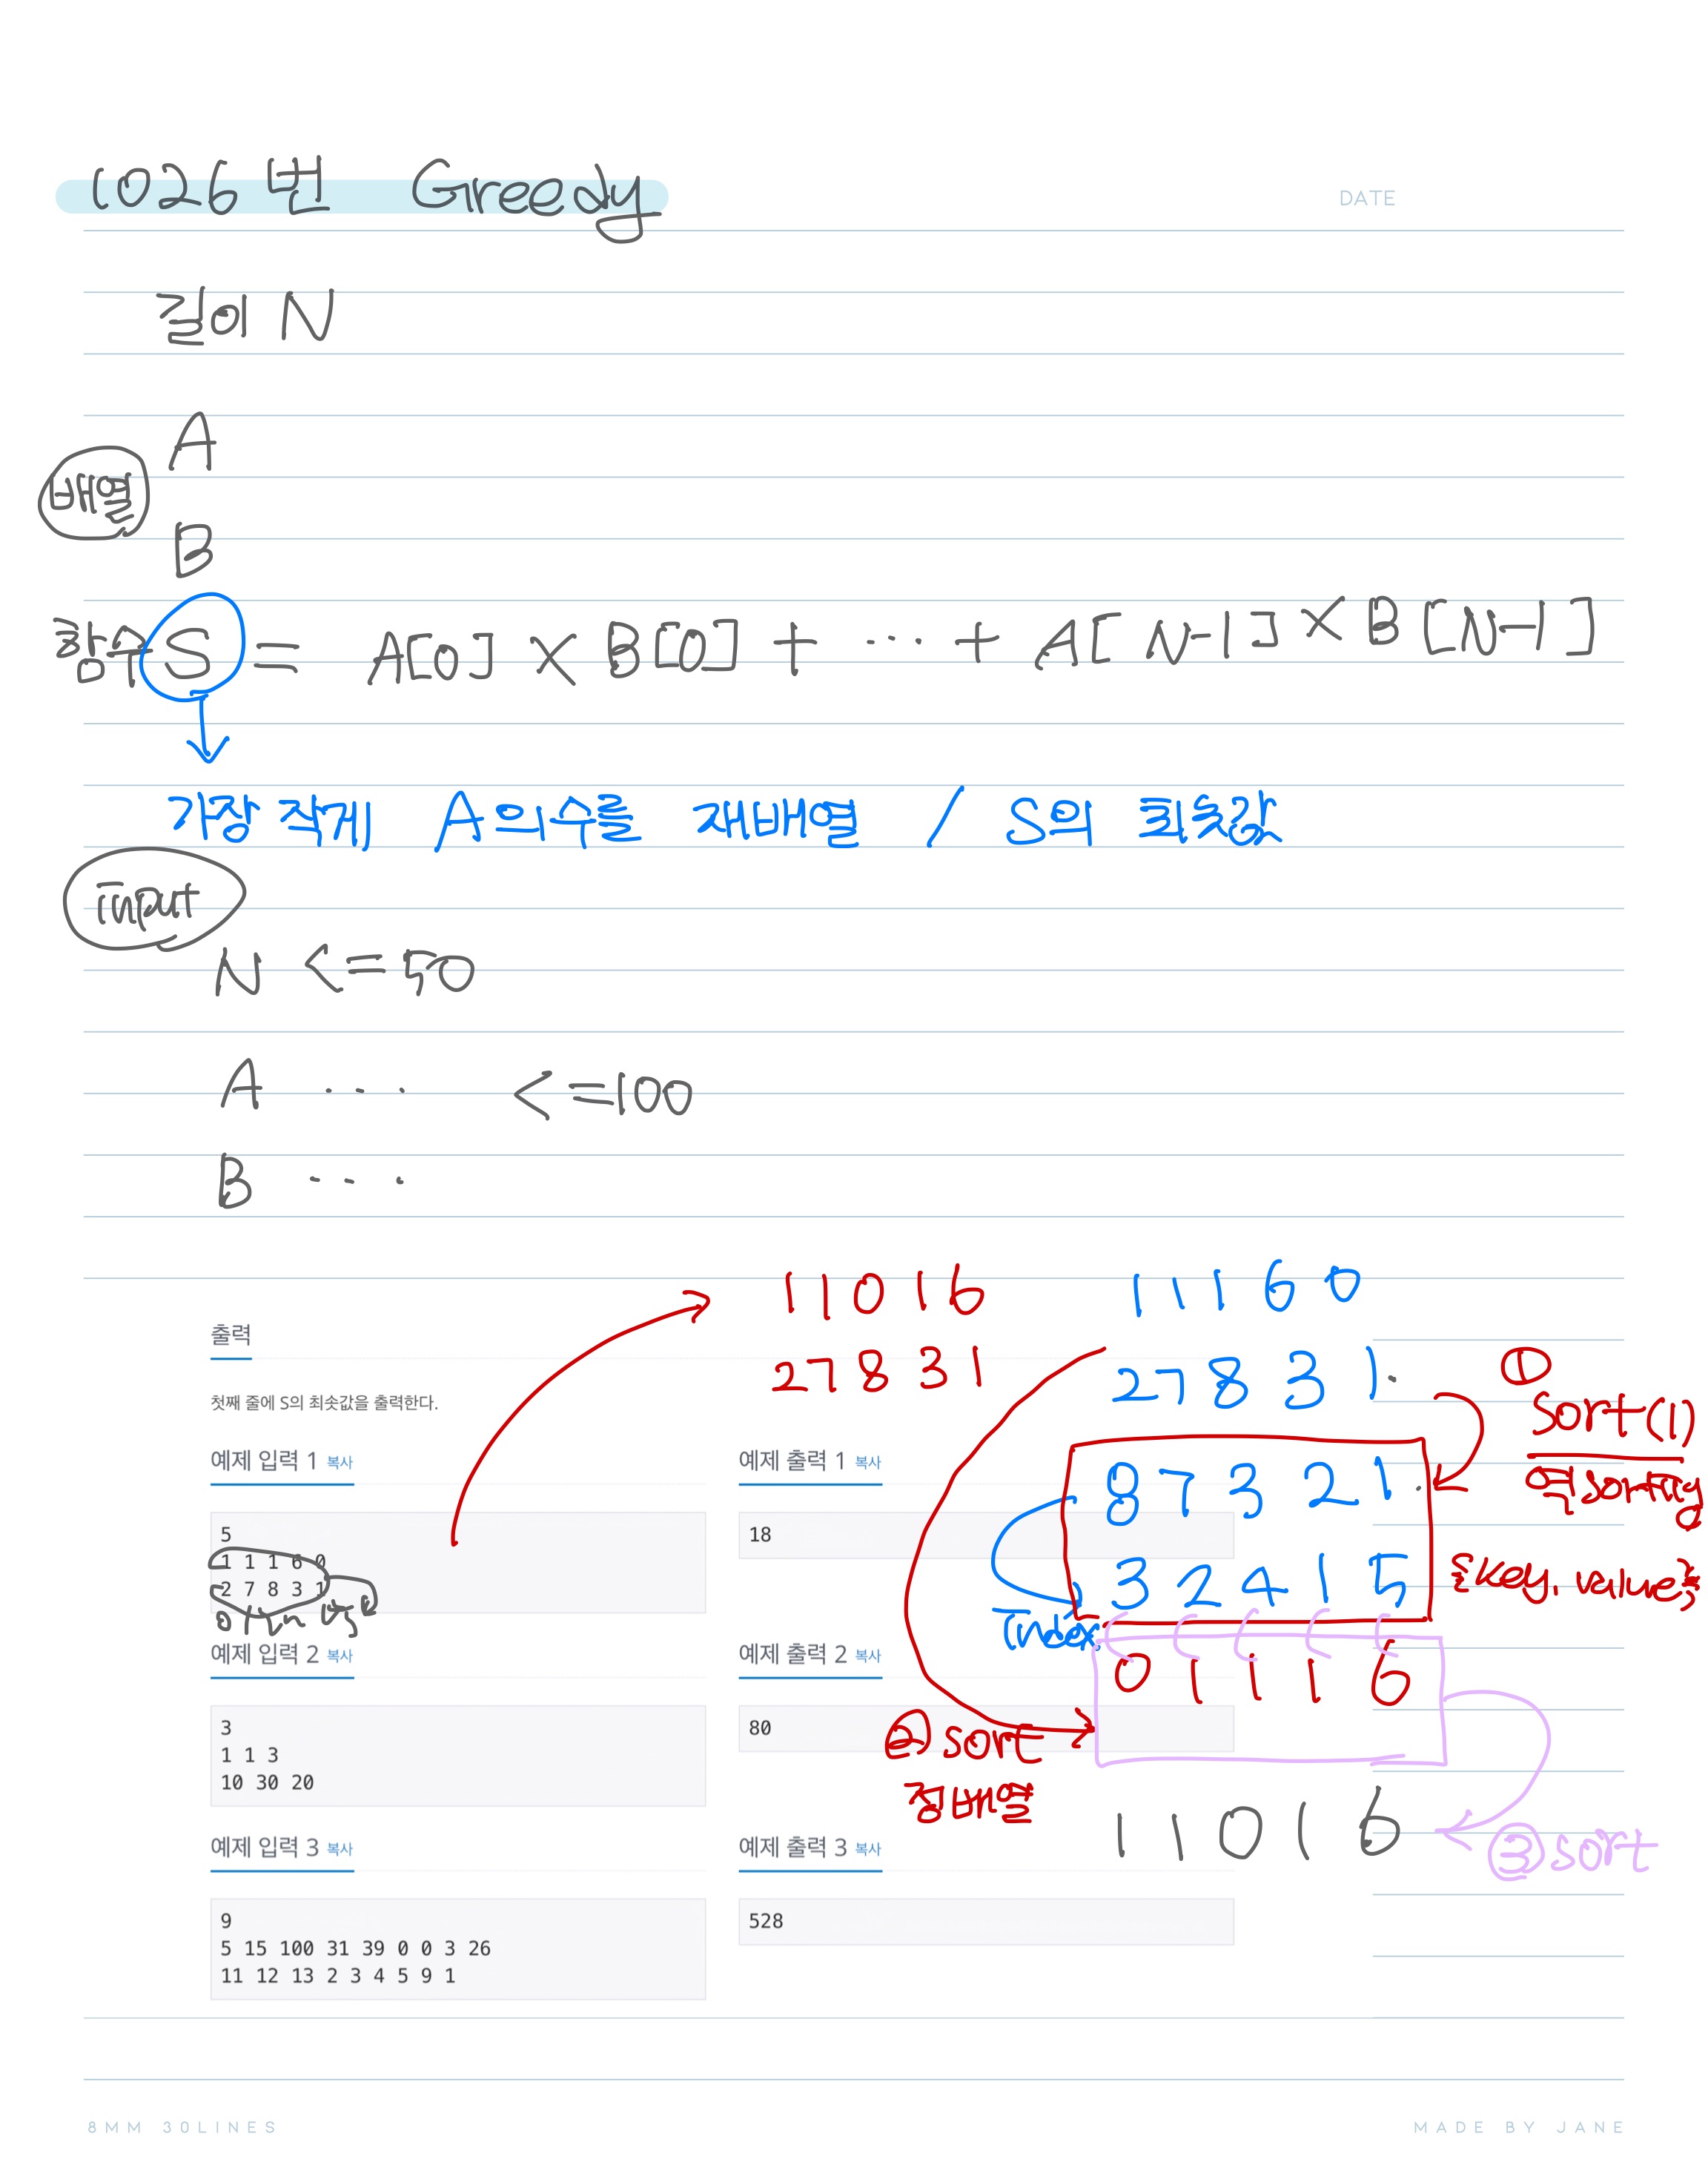 1026번 Greedy
DATE
길이 N
A
배열
B
함수 S = A[0] × B[0] + ... + A[N-1] × B[N-1]
가장 작게 A의 수를 재배열 / S의 최솟값
input
N <= 50
A ... <= 100
B ...
1 1 0 1 6
2 7 8 3 1
1 1 1 6 0
2 7 8 3 1
① sort(1)
역sorting
8 7 3 2 1
3 2 4 1 5
index
{key, value}
0 1 1 1 6
② sort
정배열
1 1 0 1 6
③ sort
출력
첫째 줄에 S의 최솟값을 출력한다.
예제 입력 1 복사
5
1 1 1 6 0
2 7 8 3 1
예제 출력 1 복사
18
예제 입력 2 복사
3
1 1 3
10 30 20
예제 출력 2 복사
80
예제 입력 3 복사
9
5 15 100 31 39 0 0 3 26
11 12 13 2 3 4 5 9 1
예제 출력 3 복사
528
8MM 30LINES
MADE BY JANE